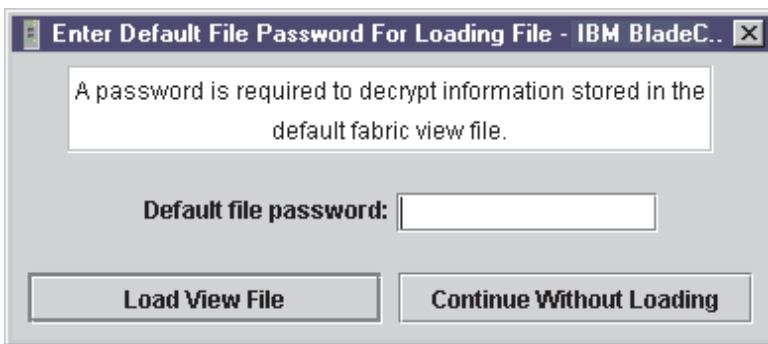 Enter Default File Password For Loading File - IBM BladeC..
A password is required to decrypt information stored in the
default fabric view file.
Default file password:
Load View File
Continue Without Loading